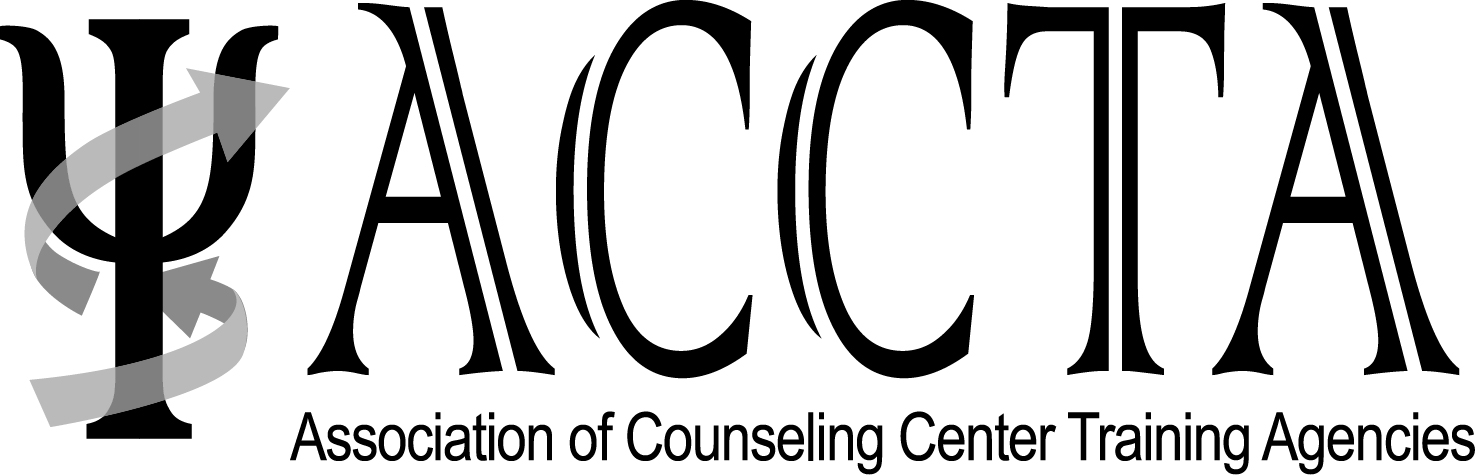 Ψ ACCTA
Association of Counseling Center Training Agencies